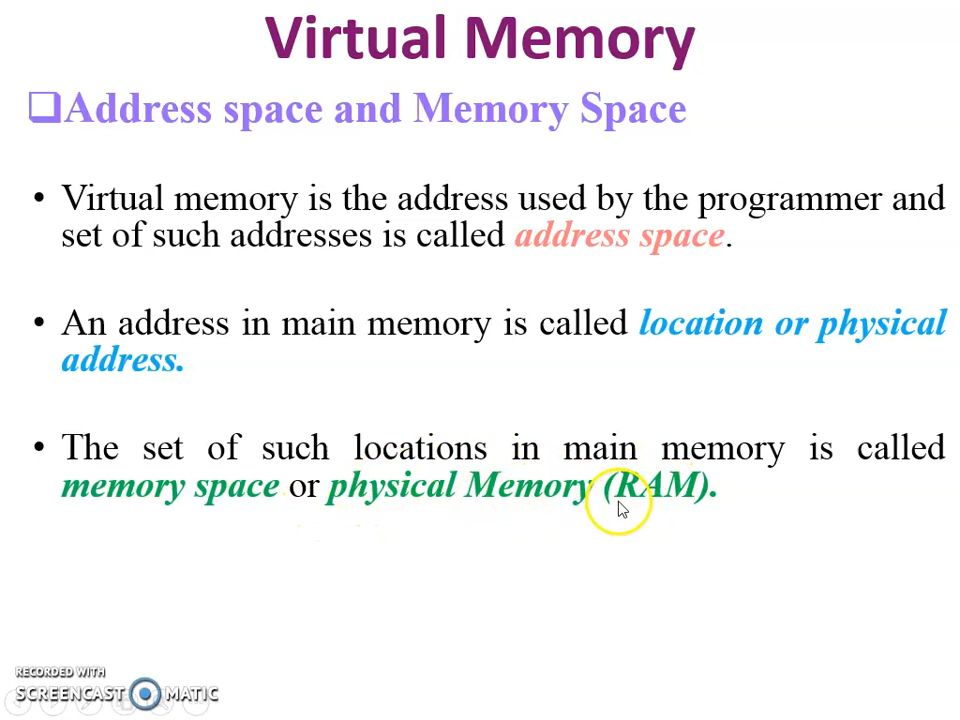 Virtual Memory
Address space and Memory Space
• Virtual memory is the address used by the programmer and
set of such addresses is called address space.
• An address in main memory is called location or physical
address.
• The set of such locations in main memory is called
memory space or physical Memory (RAM).
RECORDED WITH
SCREENCAST MATIC